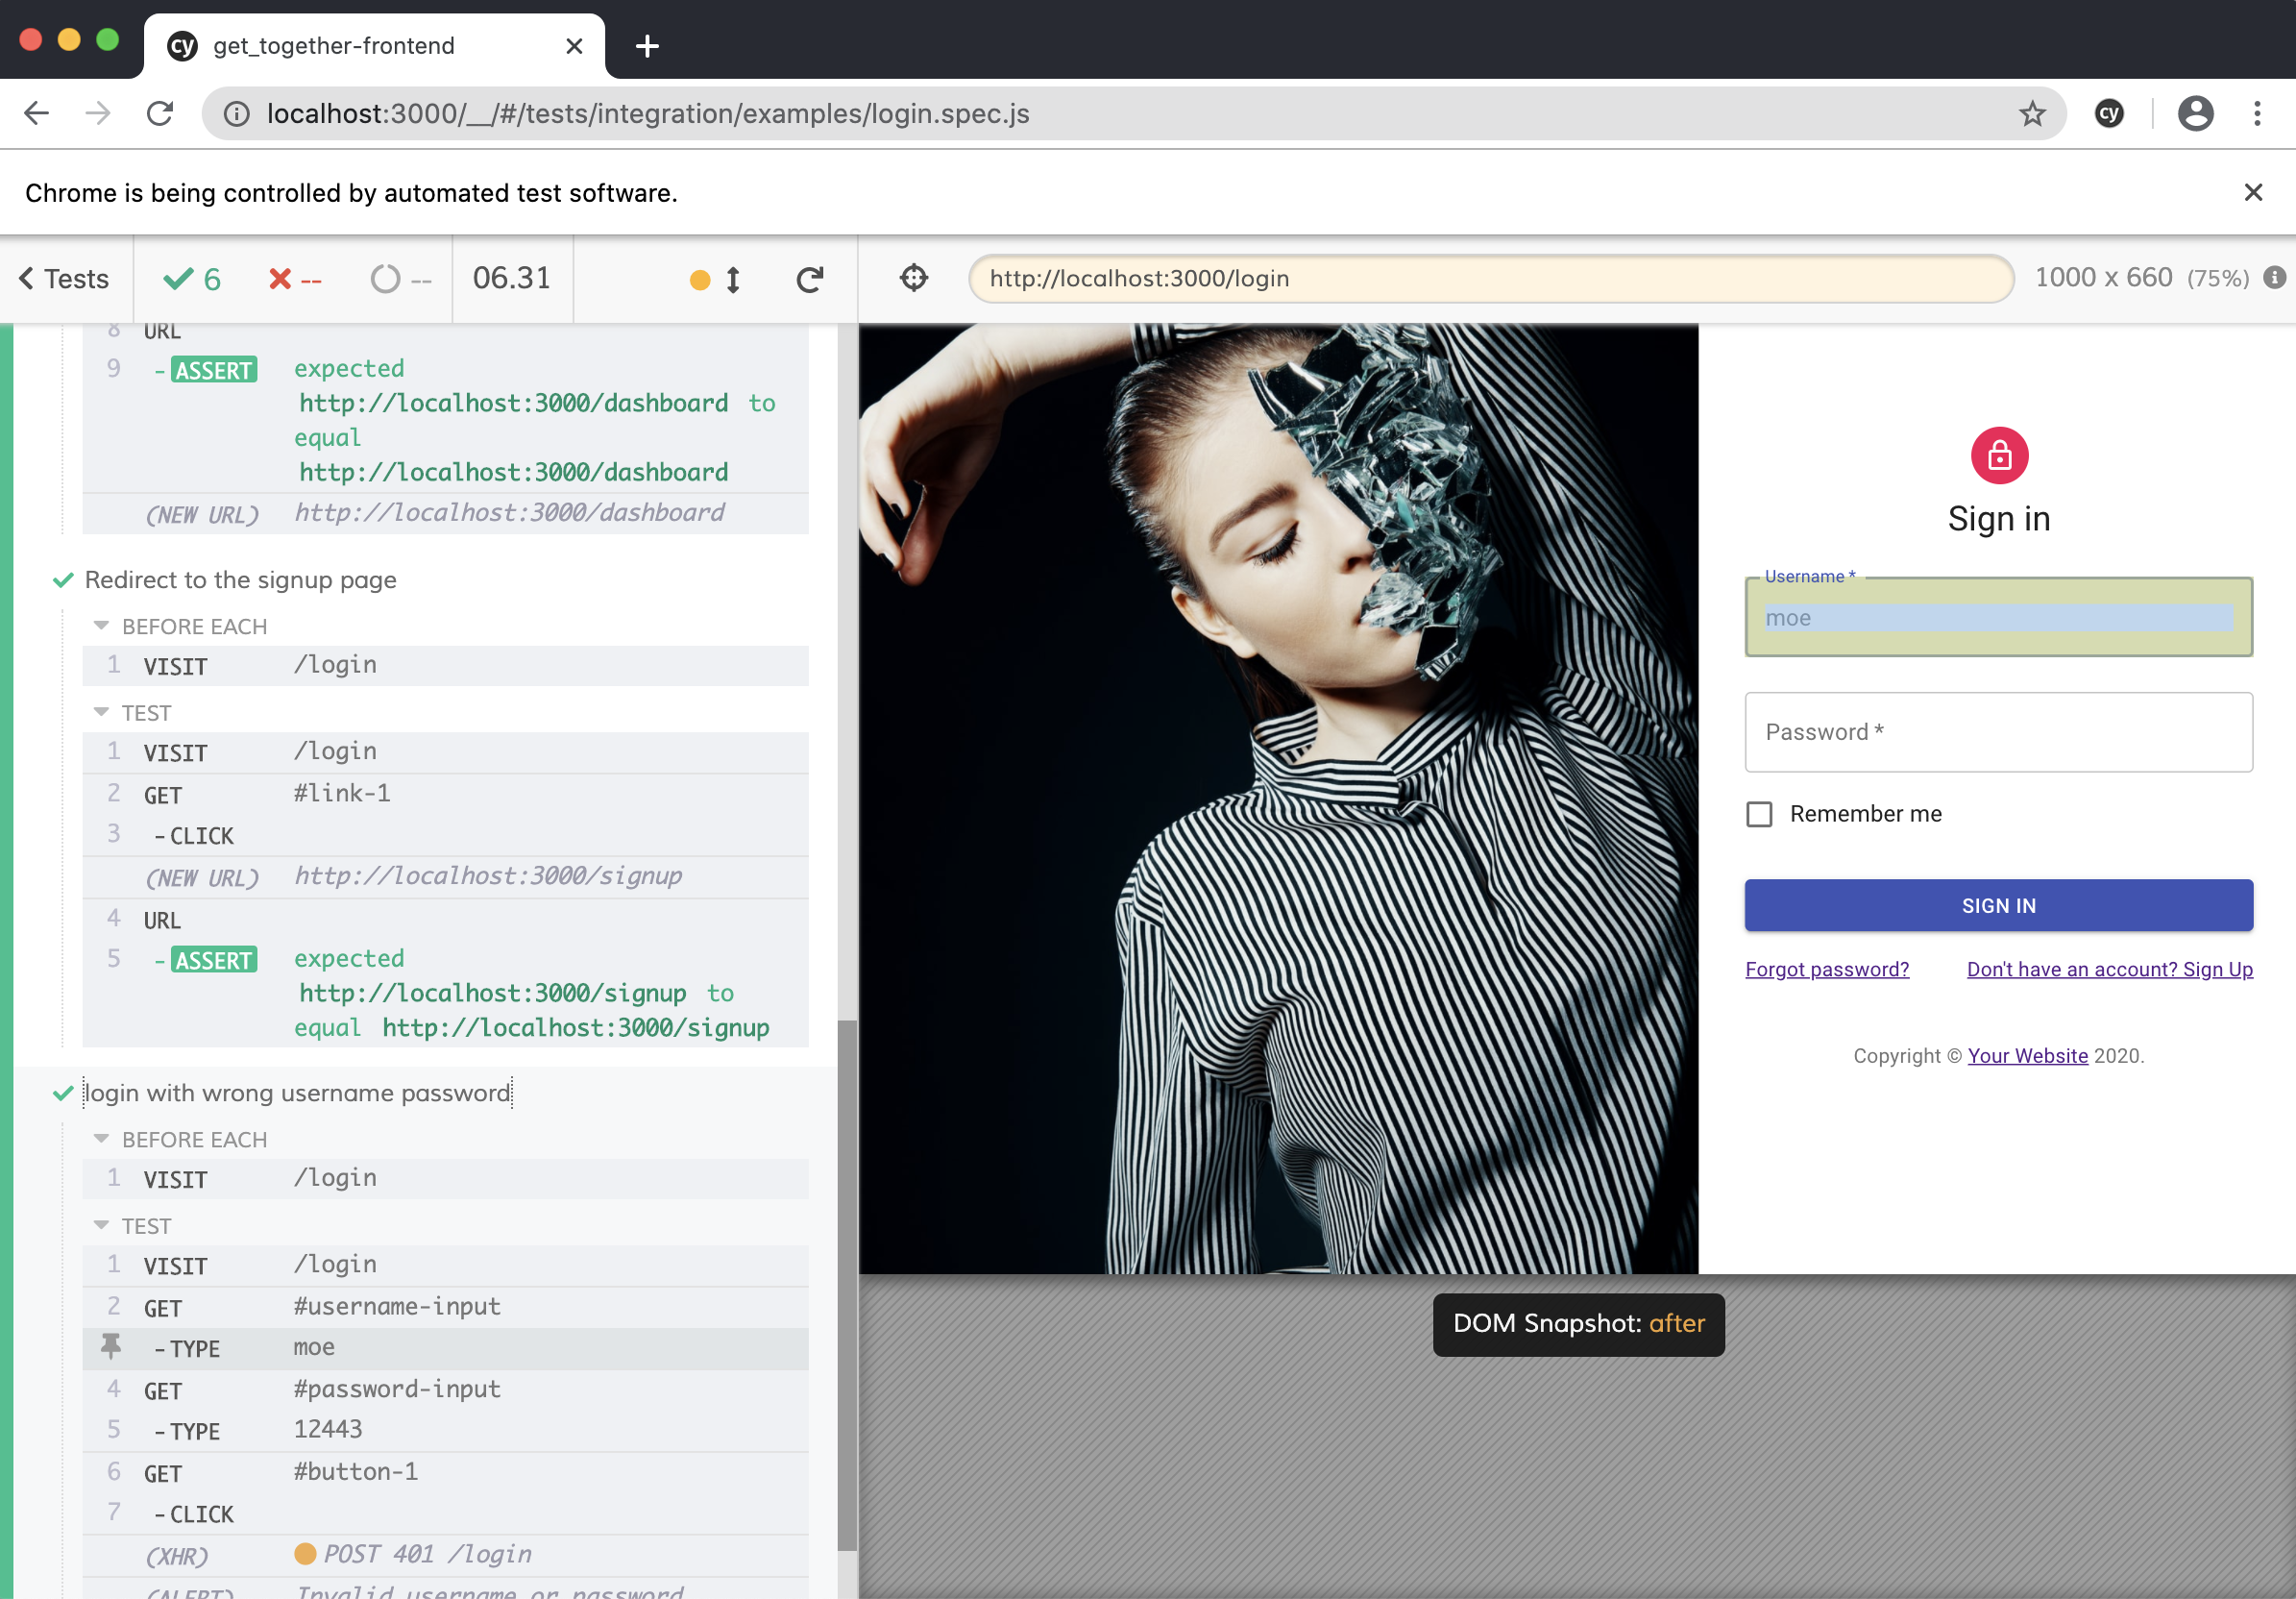 cy get_together-frontend
localhost:3000/__/#/tests/integration/examples/login.spec.js
cy
Chrome is being controlled by automated test software.
Tests 6 -- -- 06.31
http://localhost:3000/login 1000 x 660 (75%)
8 URL
9 - ASSERT expected
http://localhost:3000/dashboard to
equal
http://localhost:3000/dashboard
(NEW URL) http://localhost:3000/dashboard
Redirect to the signup page
BEFORE EACH
1 VISIT /login
TEST
1 VISIT /login
2 GET #link-1
3 - CLICK
(NEW URL) http://localhost:3000/signup
4 URL
5 - ASSERT expected
http://localhost:3000/signup to
equal http://localhost:3000/signup
login with wrong username password
BEFORE EACH
1 VISIT /login
TEST
1 VISIT /login
2 GET #username-input
- TYPE moe
4 GET #password-input
5 - TYPE 12443
6 GET #button-1
7 - CLICK
(XHR) POST 401 /login
(ALERT) Invalid username or password
Sign in
Username *
moe
Password *
Remember me
SIGN IN
Forgot password? Don't have an account? Sign Up
Copyright © Your Website 2020.
DOM Snapshot: after